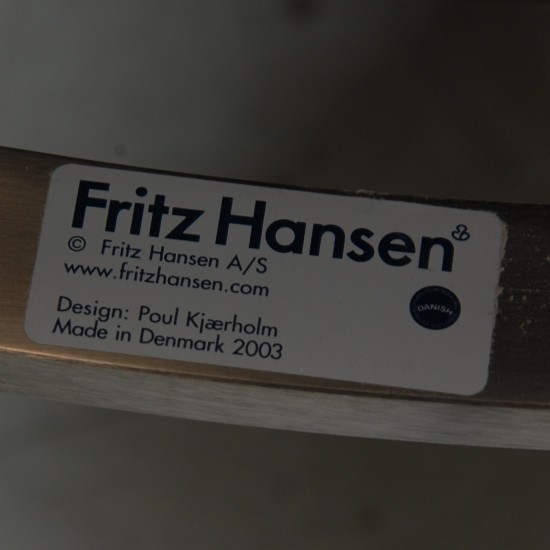 Fritz Hansen
© Fritz Hansen A/S
www.fritzhansen.com
Design: Poul Kjærholm
Made in Denmark 2003
DANISH